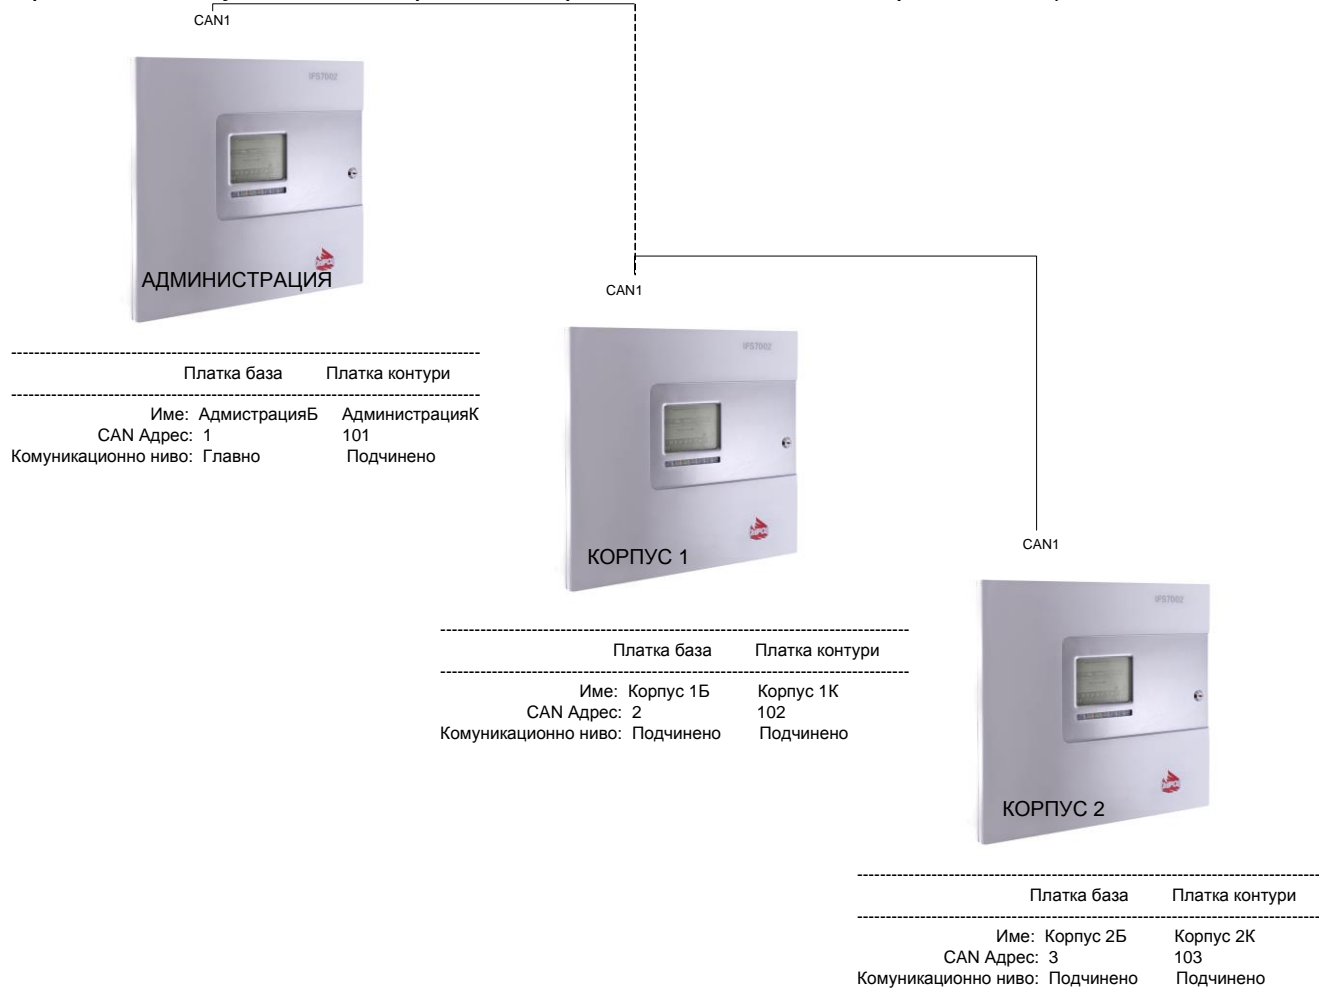 CAN1
IFS7002
АДМИНИСТРАЦИЯ
Платка база Платка контури
Име: АдмистрацияБ АдминистрацияК
CAN Адрес: 1 101
Комуникационно ниво: Главно Подчинено
CAN1
IFS7002
КОРПУС 1
Платка база Платка контури
Име: Корпус 1Б Корпус 1К
CAN Адрес: 2 102
Комуникационно ниво: Подчинено Подчинено
CAN1
IFS7002
КОРПУС 2
Платка база Платка контури
Име: Корпус 2Б Корпус 2К
CAN Адрес: 3 103
Комуникационно ниво: Подчинено Подчинено